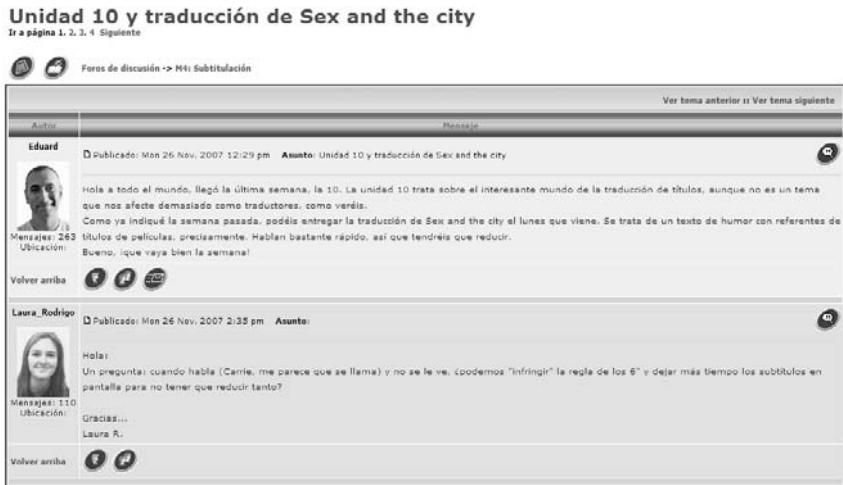 Unidad 10 y traducción de Sex and the city
Ir a página 1, 2, 3, 4 Siguiente
Foros de discusión -> M4: Subtitulación
Ver tema anterior :: Ver tema siguiente
Autor Mensaje
Eduard
Publicado: Mon 26 Nov, 2007 12:29 pm Asunto: Unidad 10 y traducción de Sex and the city
Hola a todo el mundo, llegó la última semana, la 10. La unidad 10 trata sobre el interesante mundo de la traducción de títulos, aunque no es un tema
que nos afecte demasiado como traductores, como veréis.
Como ya indiqué la semana pasada, podéis entregar la traducción de Sex and the city el lunes que viene. Se trata de un texto de humor con referentes de
títulos de películas, precisamente. Hablan bastante rápido, así que tendréis que reducir.
Bueno, ¡que vaya bien la semana!
Mensajes: 263
Ubicación:
Volver arriba
Laura_Rodrigo
Publicado: Mon 26 Nov, 2007 2:35 pm Asunto:
Hola:
Un pregunta: cuando habla (Carrie, me parece que se llama) y no se le ve, ¿podemos "infringir" la regla de los 6" y dejar más tiempo los subtítulos en
pantalla para no tener que reducir tanto?
Gracias...
Laura R.
Mensajes: 110
Ubicación:
Volver arriba